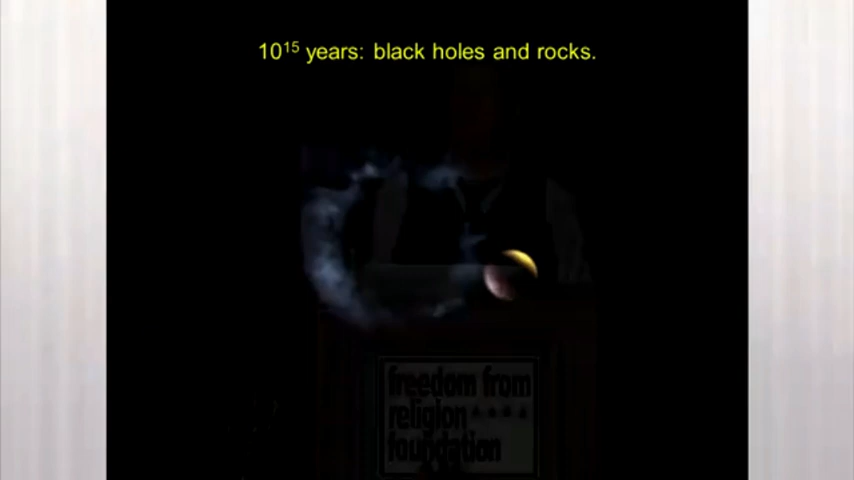 10¹⁵ years: black holes and rocks.
freedom from
religion
foundation